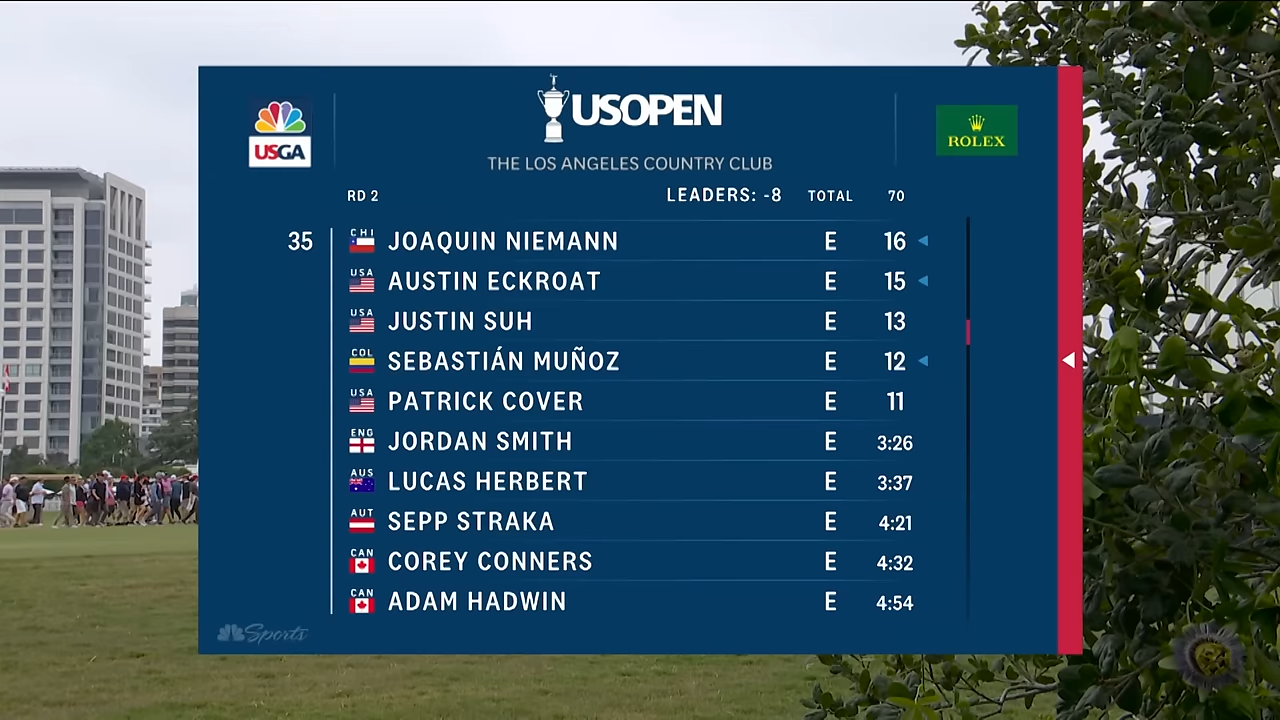 USOPEN
USGA
ROLEX
THE LOS ANGELES COUNTRY CLUB
RD 2 LEADERS: -8 TOTAL 70
35 CHI JOAQUIN NIEMANN E 16
USA AUSTIN ECKROAT E 15
USA JUSTIN SUH E 13
COL SEBASTIÁN MUÑOZ E 12
USA PATRICK COVER E 11
ENG JORDAN SMITH E 3:26
AUS LUCAS HERBERT E 3:37
AUT SEPP STRAKA E 4:21
CAN COREY CONNERS E 4:32
CAN ADAM HADWIN E 4:54
Sports